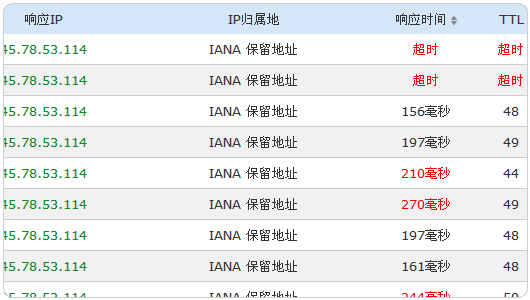 响应IP IP归属地 响应时间 TTL
45.78.53.114 IANA 保留地址 超时 超时
45.78.53.114 IANA 保留地址 超时 超时
45.78.53.114 IANA 保留地址 156毫秒 48
45.78.53.114 IANA 保留地址 197毫秒 49
45.78.53.114 IANA 保留地址 210毫秒 44
45.78.53.114 IANA 保留地址 270毫秒 49
45.78.53.114 IANA 保留地址 197毫秒 48
45.78.53.114 IANA 保留地址 161毫秒 48
45.78.53.114 IANA 保留地址 244毫秒 50